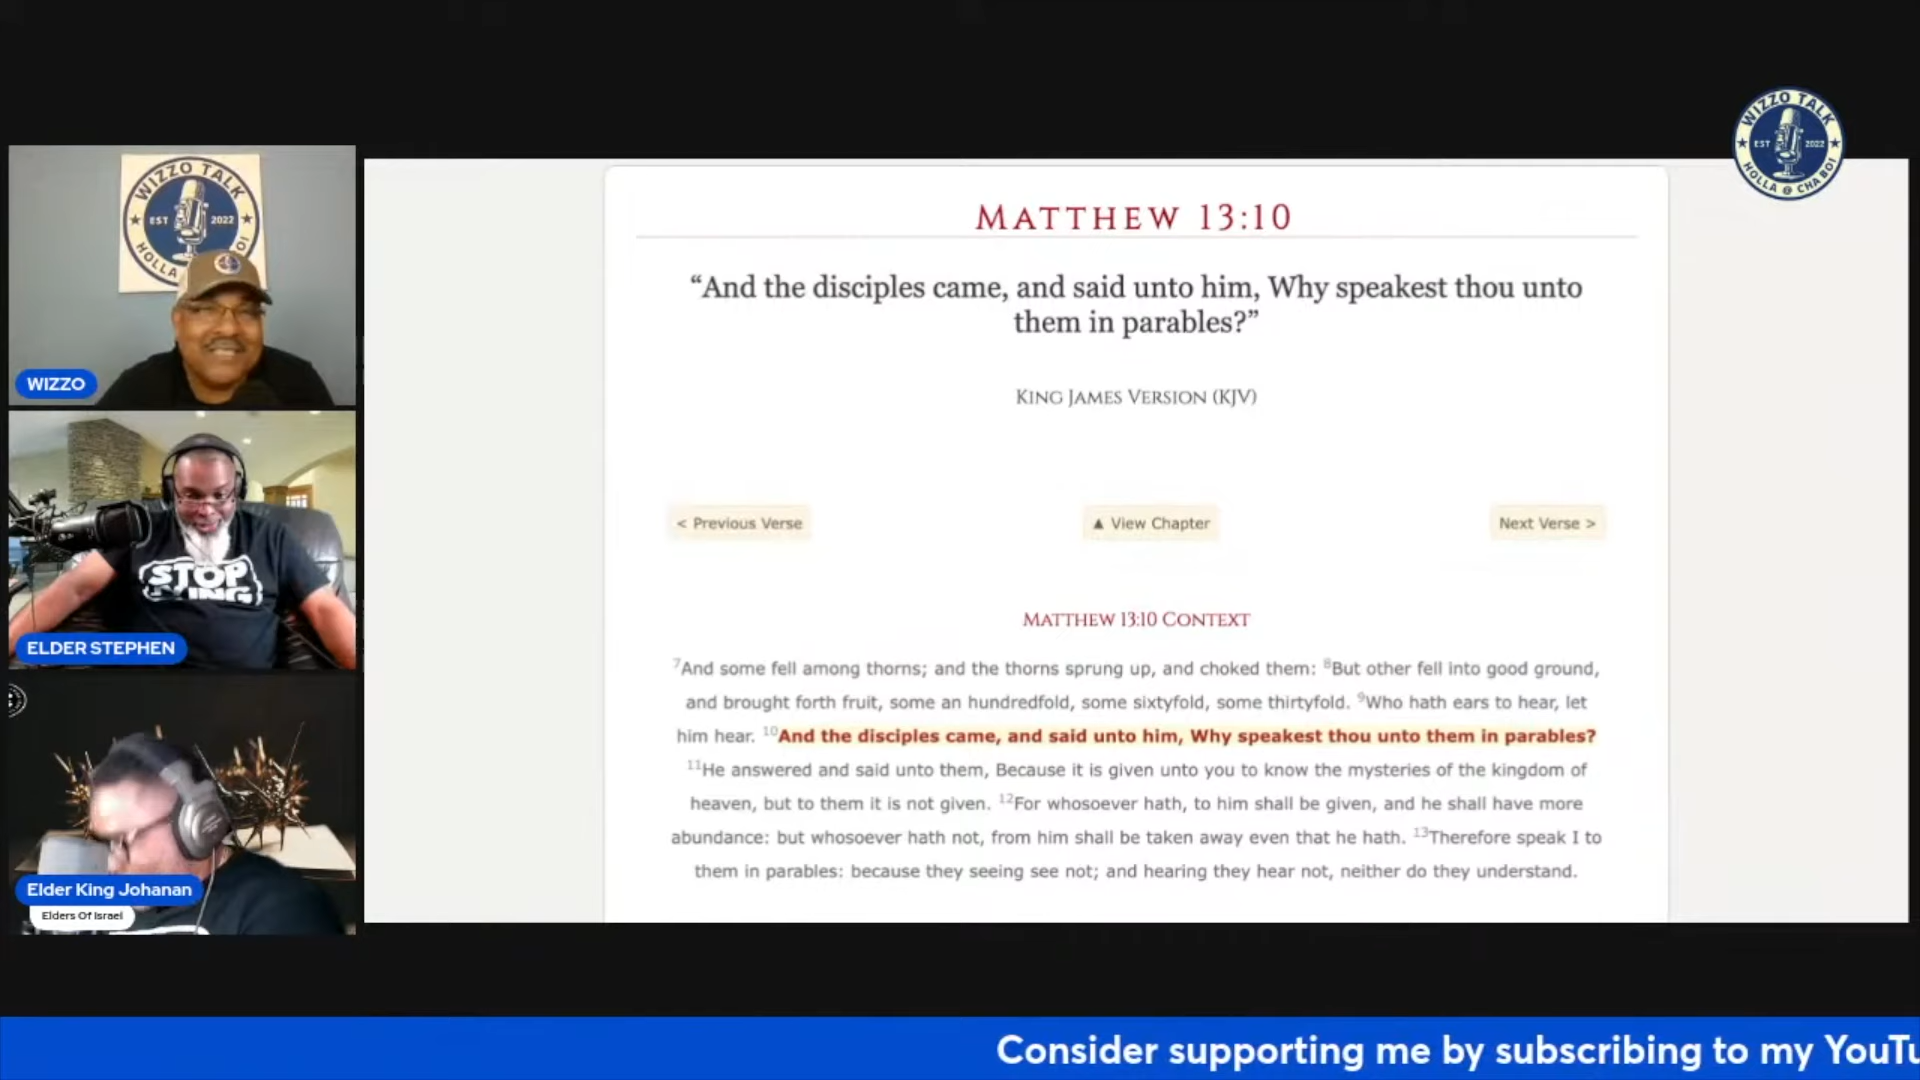 WIZZO TALK
EST 2022
HOLLA @ CHA BOI
WIZZO TALK
EST 2022
HOLLA
WIZZO
STOP
ELDER STEPHEN
Elder King Johanan
Elders Of Israel
MATTHEW 13:10
“And the disciples came, and said unto him, Why speakest thou unto
them in parables?”
KING JAMES VERSION (KJV)
< Previous Verse
▲ View Chapter
Next Verse >
MATTHEW 13:10 CONTEXT
7And some fell among thorns; and the thorns sprung up, and choked them: 8But other fell into good ground,
and brought forth fruit, some an hundredfold, some sixtyfold, some thirtyfold. 9Who hath ears to hear, let
him hear. 10And the disciples came, and said unto him, Why speakest thou unto them in parables?
11He answered and said unto them, Because it is given unto you to know the mysteries of the kingdom of
heaven, but to them it is not given. 12For whosoever hath, to him shall be given, and he shall have more
abundance: but whosoever hath not, from him shall be taken away even that he hath. 13Therefore speak I to
them in parables: because they seeing see not; and hearing they hear not, neither do they understand.
Consider supporting me by subscribing to my YouTu